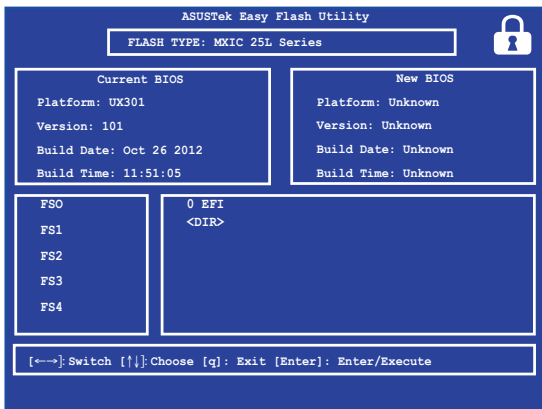 ASUSTek Easy Flash Utility
FLASH TYPE: MXIC 25L Series
Current BIOS
Platform: UX301
Version: 101
Build Date: Oct 26 2012
Build Time: 11:51:05
New BIOS
Platform: Unknown
Version: Unknown
Build Date: Unknown
Build Time: Unknown
FSO
FS1
FS2
FS3
FS4
0 EFI
<DIR>
[←→]: Switch [↑↓]: Choose [q]: Exit [Enter]: Enter/Execute